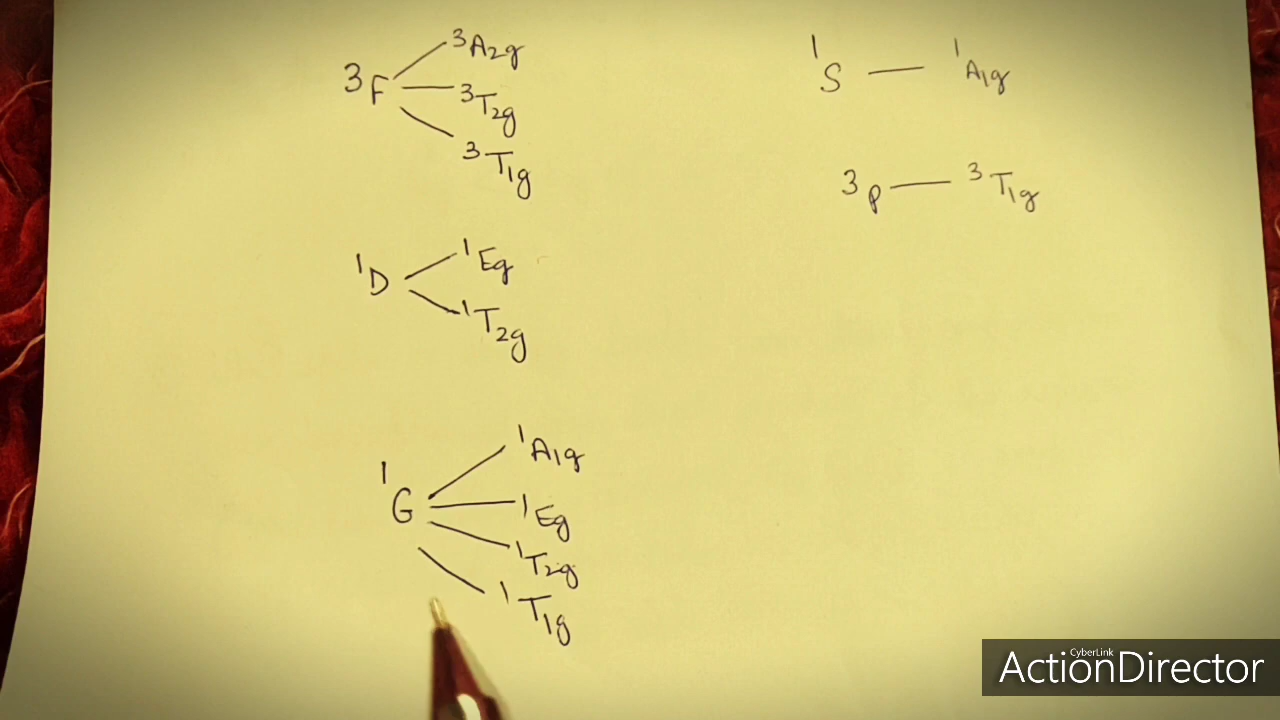 ³F
³A₂g
³T₂g
³T₁g
¹D
¹Eg
¹T₂g
¹G
¹A₁g
¹Eg
¹T₂g
¹T₁g
¹S — ¹A₁g
³P — ³T₁g
CyberLink
ActionDirector